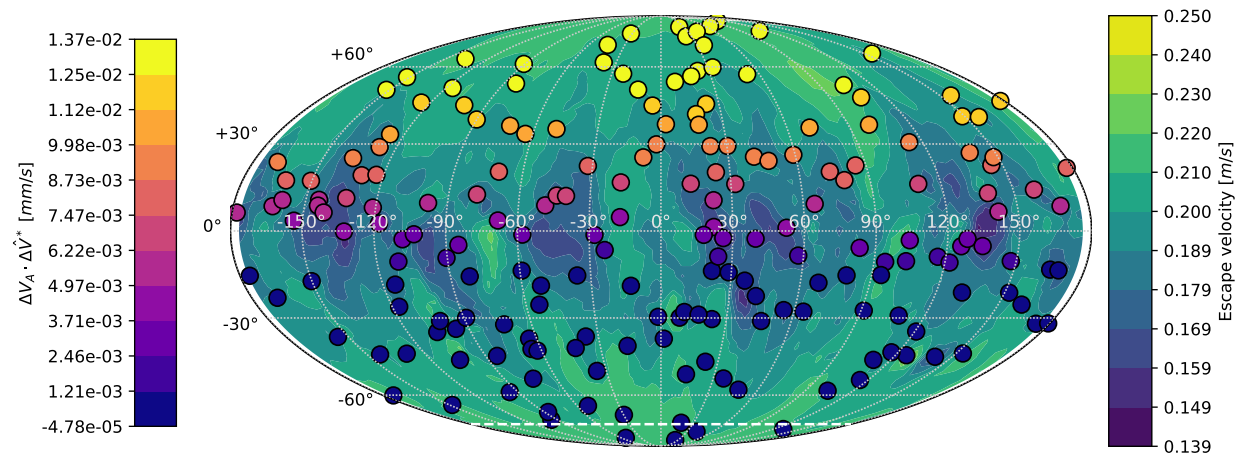 1.37e-02
1.25e-02
1.12e-02
9.98e-03
8.73e-03
7.47e-03
6.22e-03
4.97e-03
3.71e-03
2.46e-03
1.21e-03
-4.78e-05
ΔV_A · ΔV̂* [mm/s]
+60°
+30°
0°
-30°
-60°
-150° -120° -90° -60° -30° 0° 30° 60° 90° 120° 150°
0.250
0.240
0.230
0.220
0.210
0.200
0.189
0.179
0.169
0.159
0.149
0.139
Escape velocity [m/s]